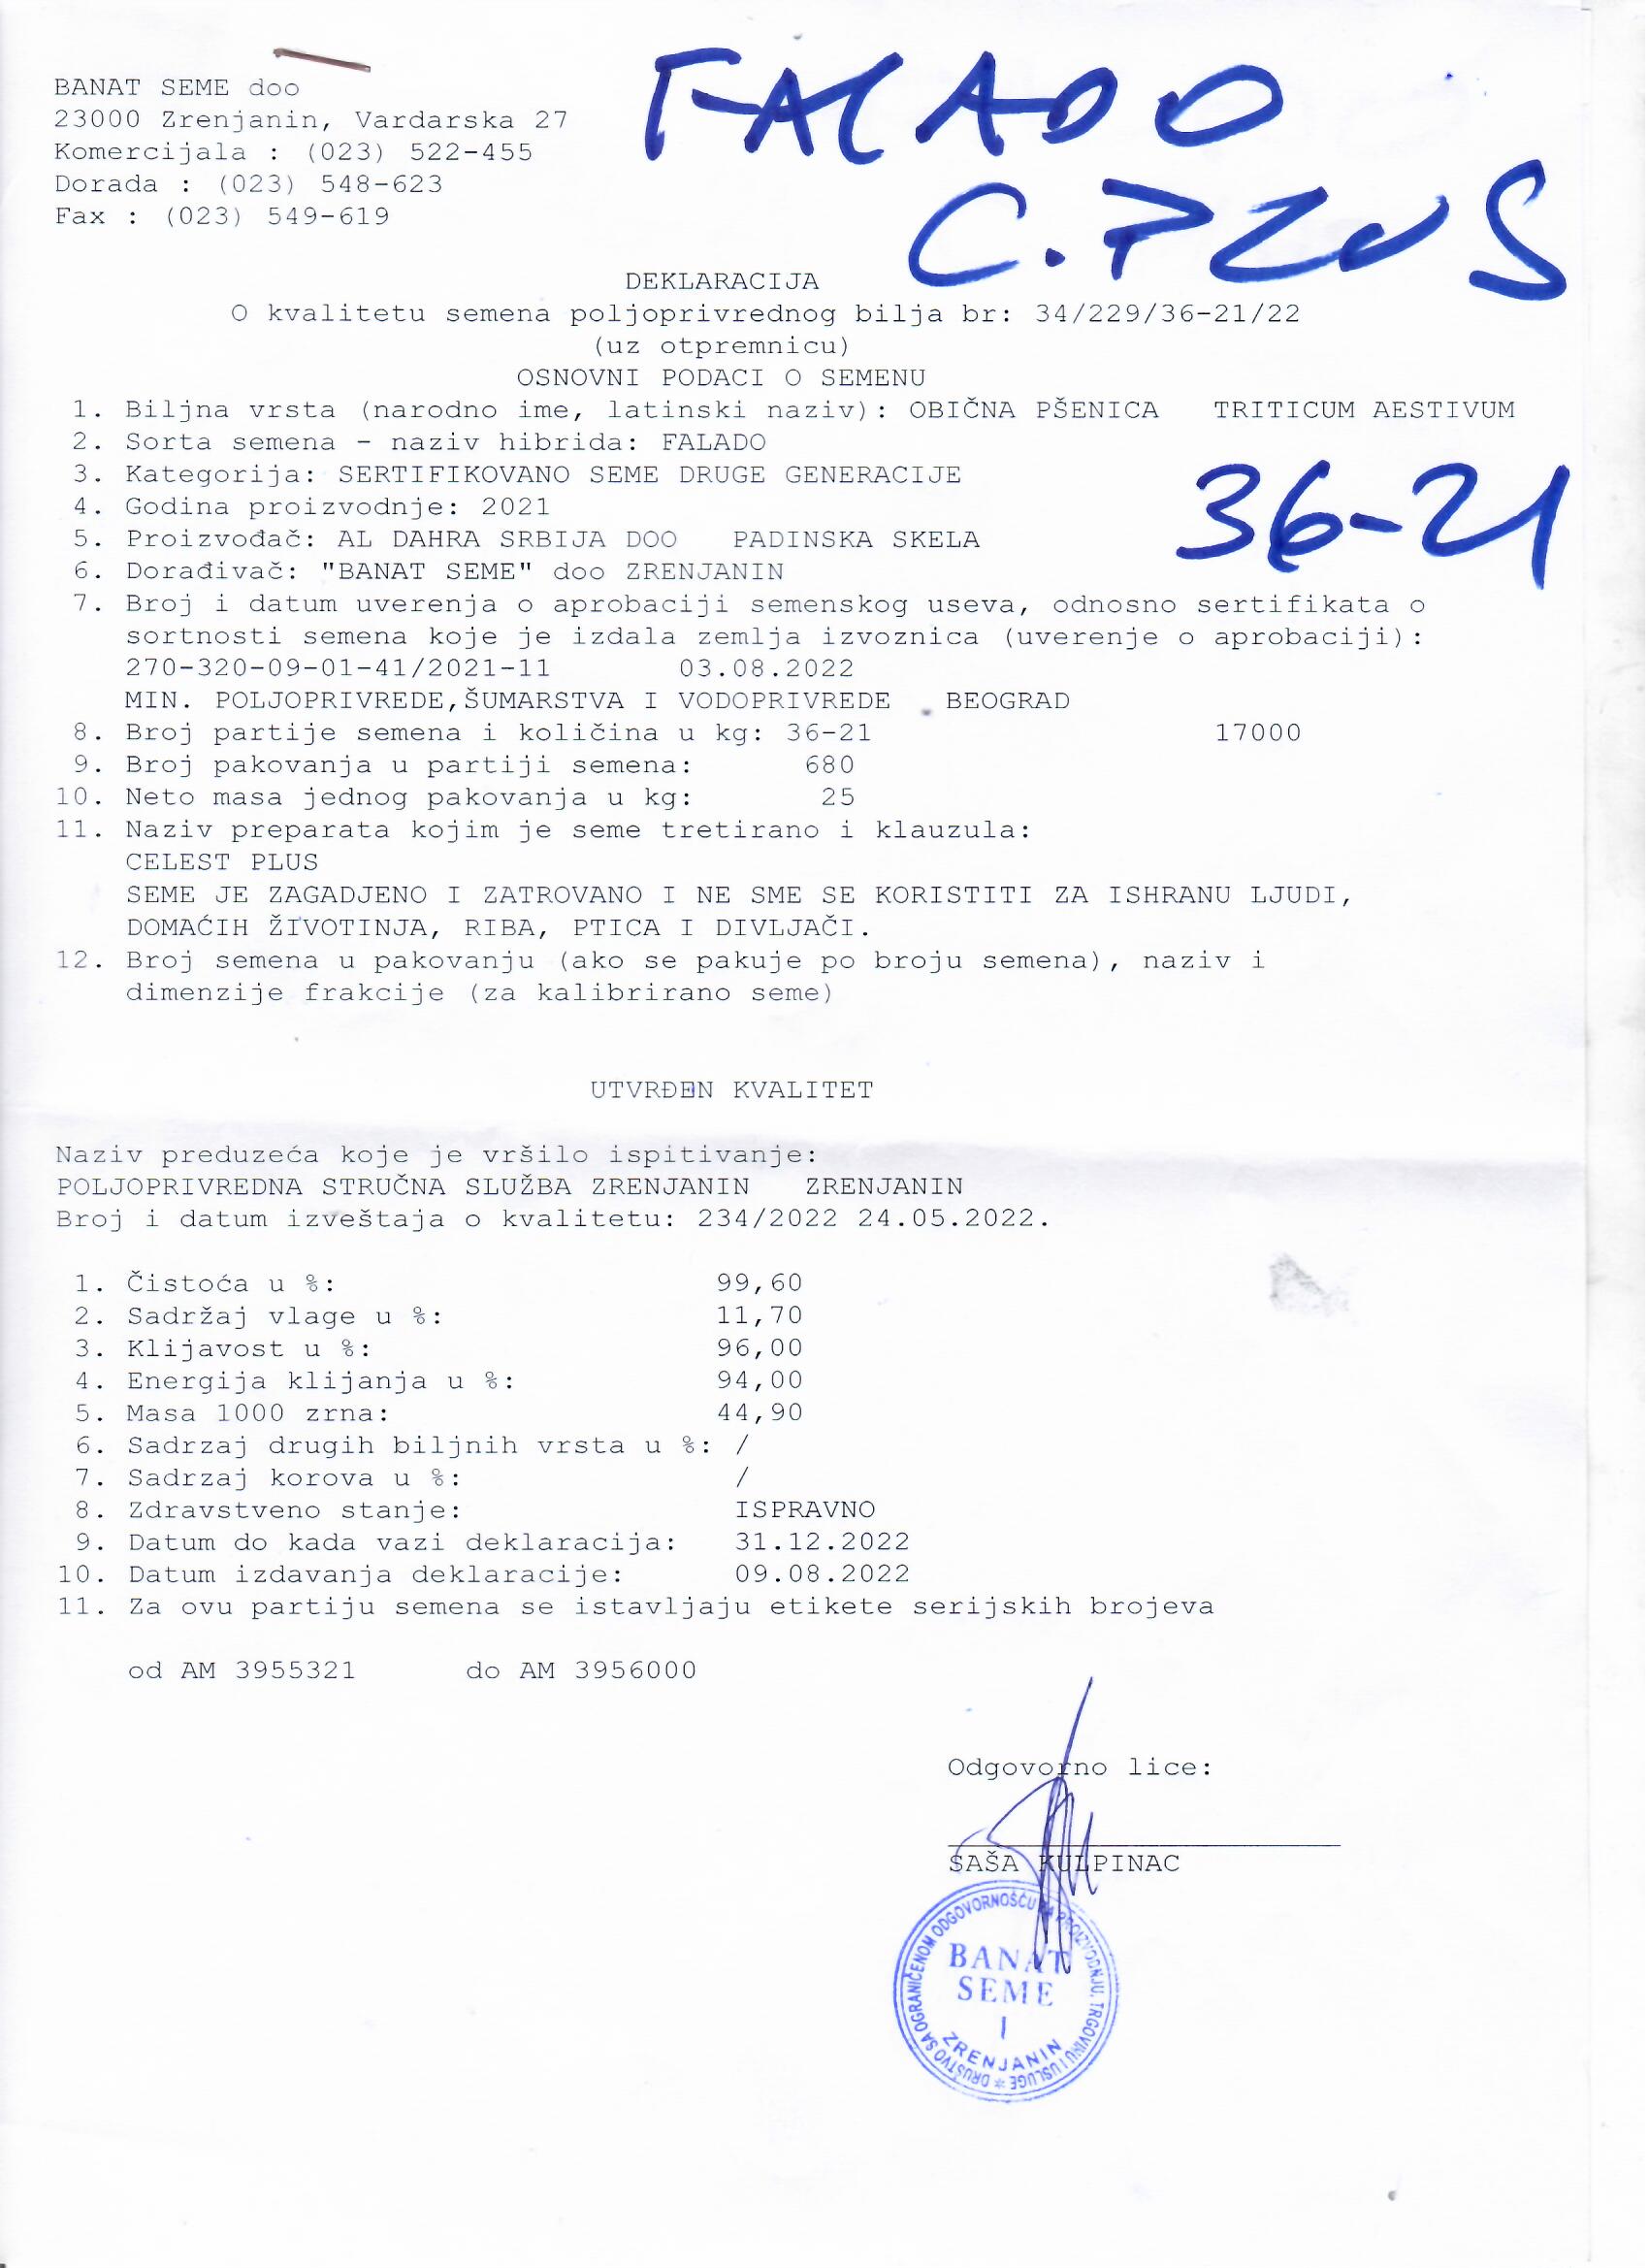 BANAT SEME doo
23000 Zrenjanin, Vardarska 27
Komercijala : (023) 522-455
Dorada : (023) 548-623
Fax : (023) 549-619
FALADO
C. PLUS
DEKLARACIJA
O kvalitetu semena poljoprivrednog bilja br: 34/229/36-21/22
(uz otpremnicu)
OSNOVNI PODACI O SEMENU
1. Biljna vrsta (narodno ime, latinski naziv): OBIČNA PŠENICA TRITICUM AESTIVUM
2. Sorta semena - naziv hibrida: FALADO
3. Kategorija: SERTIFIKOVANO SEME DRUGE GENERACIJE
36-21
4. Godina proizvodnje: 2021
5. Proizvođač: AL DAHRA SRBIJA DOO PADINSKA SKELA
6. Dorađivač: "BANAT SEME" doo ZRENJANIN
7. Broj i datum uverenja o aprobaciji semenskog useva, odnosno sertifikata o
sortnosti semena koje je izdala zemlja izvoznica (uverenje o aprobaciji):
270-320-09-01-41/2021-11 03.08.2022
MIN. POLJOPRIVREDE,ŠUMARSTVA I VODOPRIVREDE BEOGRAD
8. Broj partije semena i količina u kg: 36-21 17000
9. Broj pakovanja u partiji semena: 680
10. Neto masa jednog pakovanja u kg: 25
11. Naziv preparata kojim je seme tretirano i klauzula:
CELEST PLUS
SEME JE ZAGADJENO I ZATROVANO I NE SME SE KORISTITI ZA ISHRANU LJUDI,
DOMAĆIH ŽIVOTINJA, RIBA, PTICA I DIVLJAČI.
12. Broj semena u pakovanju (ako se pakuje po broju semena), naziv i
dimenzije frakcije (za kalibrirano seme)
UTVRĐEN KVALITET
Naziv preduzeća koje je vršilo ispitivanje:
POLJOPRIVREDNA STRUČNA SLUŽBA ZRENJANIN ZRENJANIN
Broj i datum izveštaja o kvalitetu: 234/2022 24.05.2022.
1. Čistoća u %: 99,60
2. Sadržaj vlage u %: 11,70
3. Klijavost u %: 96,00
4. Energija klijanja u %: 94,00
5. Masa 1000 zrna: 44,90
6. Sadrzaj drugih biljnih vrsta u %: /
7. Sadrzaj korova u %: /
8. Zdravstveno stanje: ISPRAVNO
9. Datum do kada vazi deklaracija: 31.12.2022
10. Datum izdavanja deklaracije: 09.08.2022
11. Za ovu partiju semena se istavljaju etikete serijskih brojeva
od AM 3955321 do AM 3956000
Odgovorno lice:
SAŠA KULPINAC
DRUŠTVO SA OGRANIČENOM ODGOVORNOŠĆU ZA PROIZVODNJU, TRGOVINU I USLUGE *
BANAT
SEME
I
ZRENJANIN